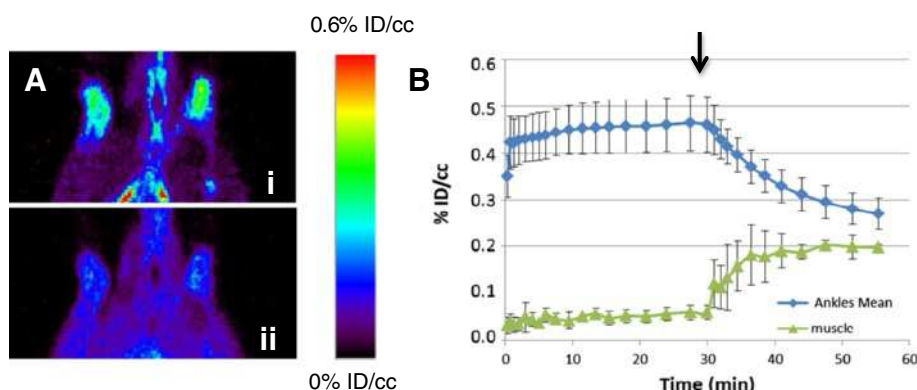 0.6% ID/cc
A
i
ii
0% ID/cc
B
% ID/cc
0.6
0.5
0.4
0.3
0.2
0.1
0.0
0 10 20 30 40 50 60
Ankles Mean
muscle
Time (min)